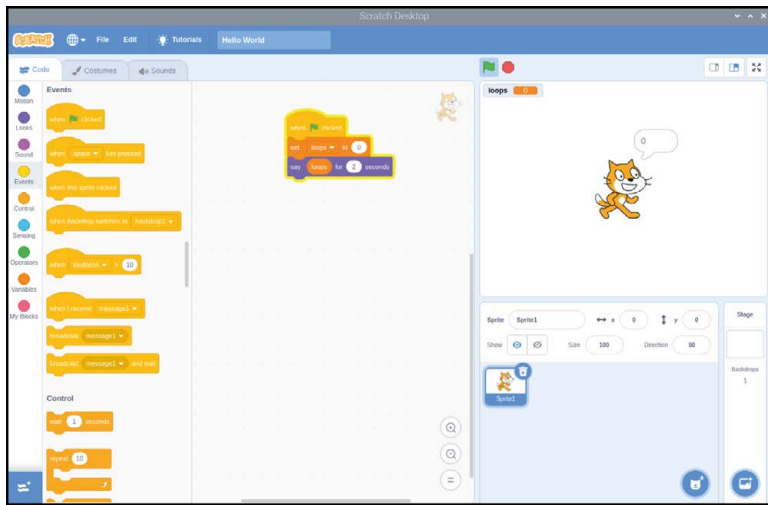 Scratch Desktop
SCRATCH
File Edit Tutorials Hello World
Code Costumes Sounds
Motion
Looks
Sound
Events
Control
Sensing
Operators
Variables
My Blocks
Events
when clicked
when space key pressed
when this sprite clicked
when backdrop switches to backdrop1
when loudness > 10
when I receive message1
broadcast message1
broadcast message1 and wait
Control
wait 1 seconds
repeat 10
when clicked
set loops to 0
say loops for 2 seconds
loops 0
0
Sprite Sprite1 x 0 y 0
Show Size 100 Direction 90
Sprite1
Stage
Backdrops
1